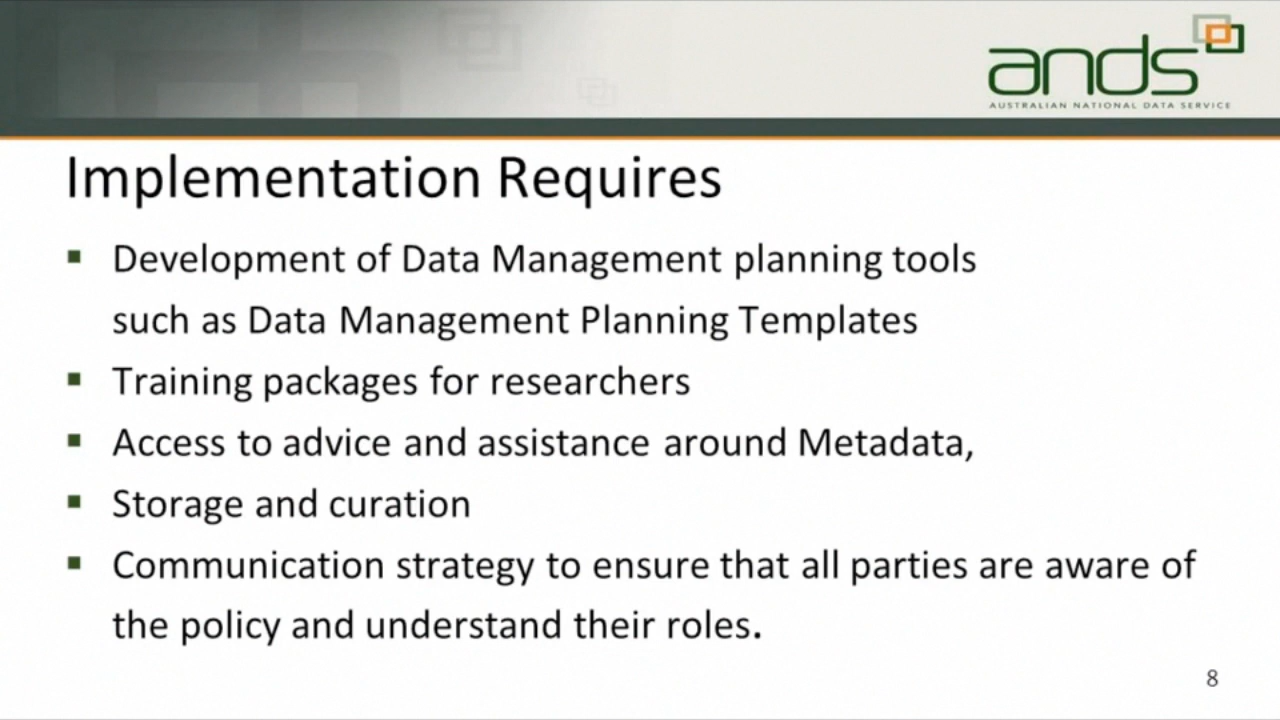 ands
AUSTRALIAN NATIONAL DATA SERVICE
Implementation Requires
▪ Development of Data Management planning tools
such as Data Management Planning Templates
▪ Training packages for researchers
▪ Access to advice and assistance around Metadata,
▪ Storage and curation
▪ Communication strategy to ensure that all parties are aware of
the policy and understand their roles.
8